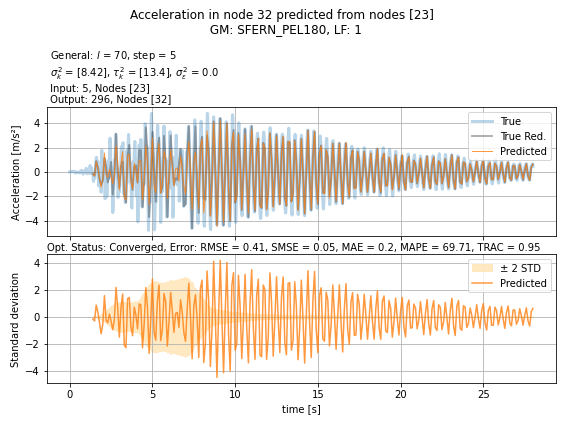 Acceleration in node 32 predicted from nodes [23]
GM: SFERN_PEL180, LF: 1
General: l = 70, step = 5
σ²ₖ = [8.42], τ²ₖ = [13.4], σ²ε = 0.0
Input: 5, Nodes [23]
Output: 296, Nodes [32]
Acceleration [m/s²]
4
2
0
−2
−4
True
True Red.
Predicted
Opt. Status: Converged, Error: RMSE = 0.41, SMSE = 0.05, MAE = 0.2, MAPE = 69.71, TRAC = 0.95
Standard deviation
4
2
0
−2
−4
± 2 STD
Predicted
0 5 10 15 20 25
time [s]